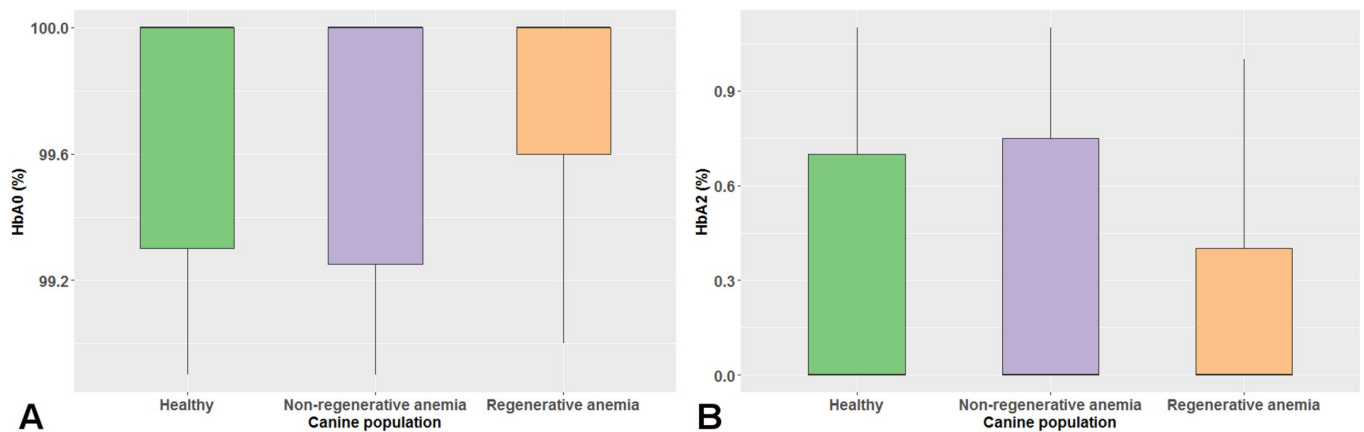 100.0
99.6
99.2
HbA0 (%)
Healthy
Non-regenerative anemia
Regenerative anemia
Canine population
A
0.9
0.6
0.3
0.0
HbA2 (%)
Healthy
Non-regenerative anemia
Regenerative anemia
Canine population
B